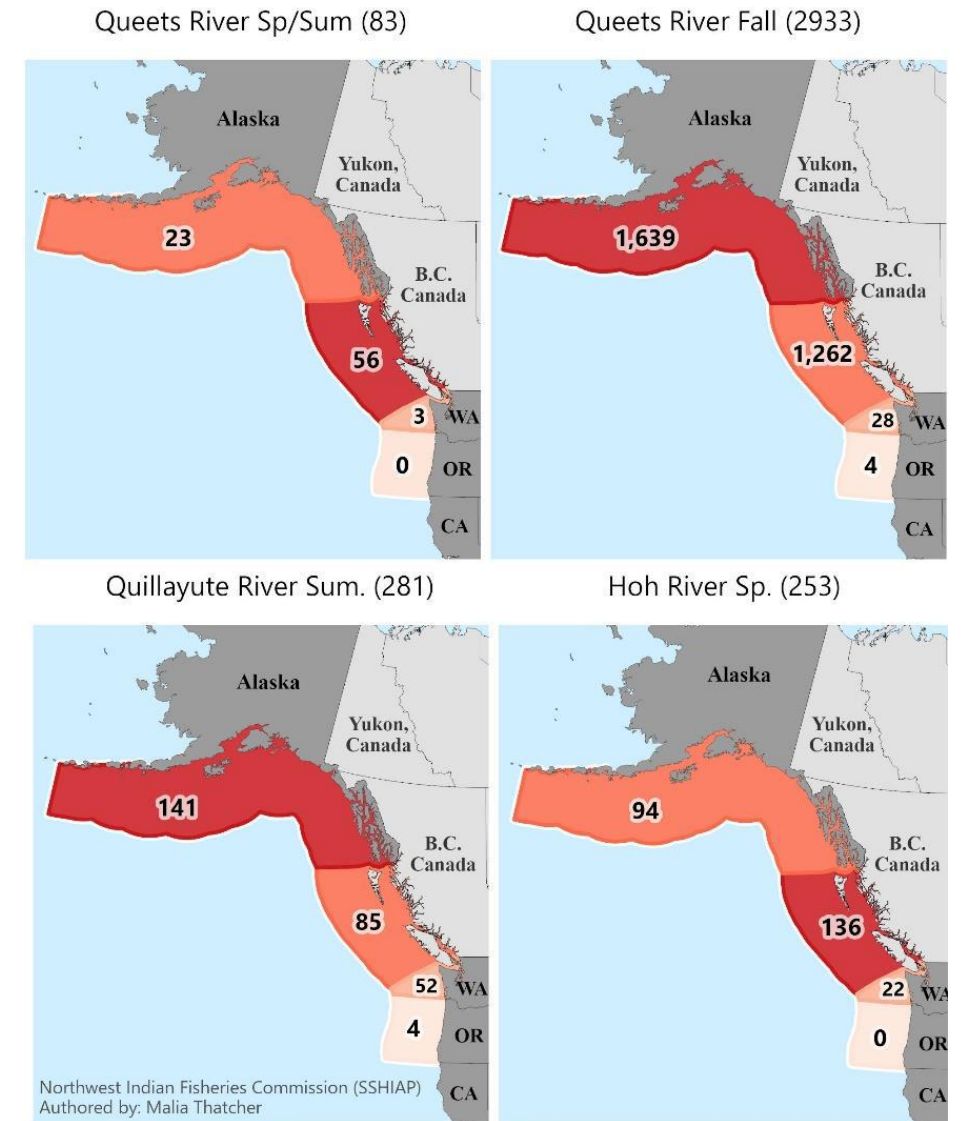 Queets River Sp/Sum (83)
Alaska
Yukon,
Canada
B.C.
Canada
23
56
3
WA
0
OR
CA
Queets River Fall (2933)
Alaska
Yukon,
Canada
B.C.
Canada
1,639
1,262
28
WA
4
OR
CA
Quillayute River Sum. (281)
Alaska
Yukon,
Canada
B.C.
Canada
141
85
52
WA
4
OR
CA
Northwest Indian Fisheries Commission (SSHIAP)
Authored by: Malia Thatcher
Hoh River Sp. (253)
Alaska
Yukon,
Canada
B.C.
Canada
94
136
22
WA
0
OR
CA